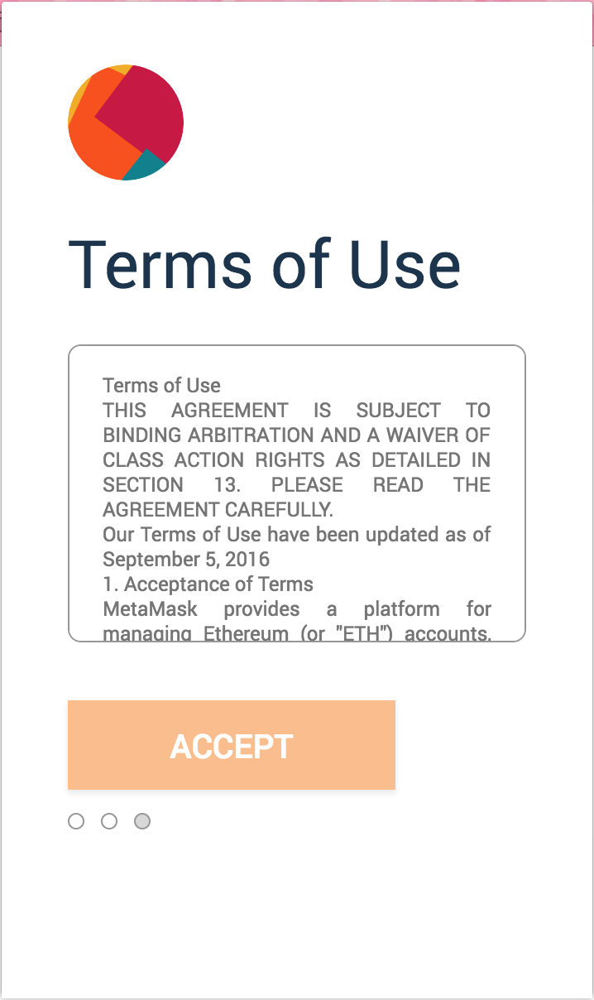 Terms of Use
Terms of Use
THIS AGREEMENT IS SUBJECT TO
BINDING ARBITRATION AND A WAIVER OF
CLASS ACTION RIGHTS AS DETAILED IN
SECTION 13. PLEASE READ THE
AGREEMENT CAREFULLY.
Our Terms of Use have been updated as of
September 5, 2016
1. Acceptance of Terms
MetaMask provides a platform for
managing Ethereum (or "ETH") accounts,
ACCEPT